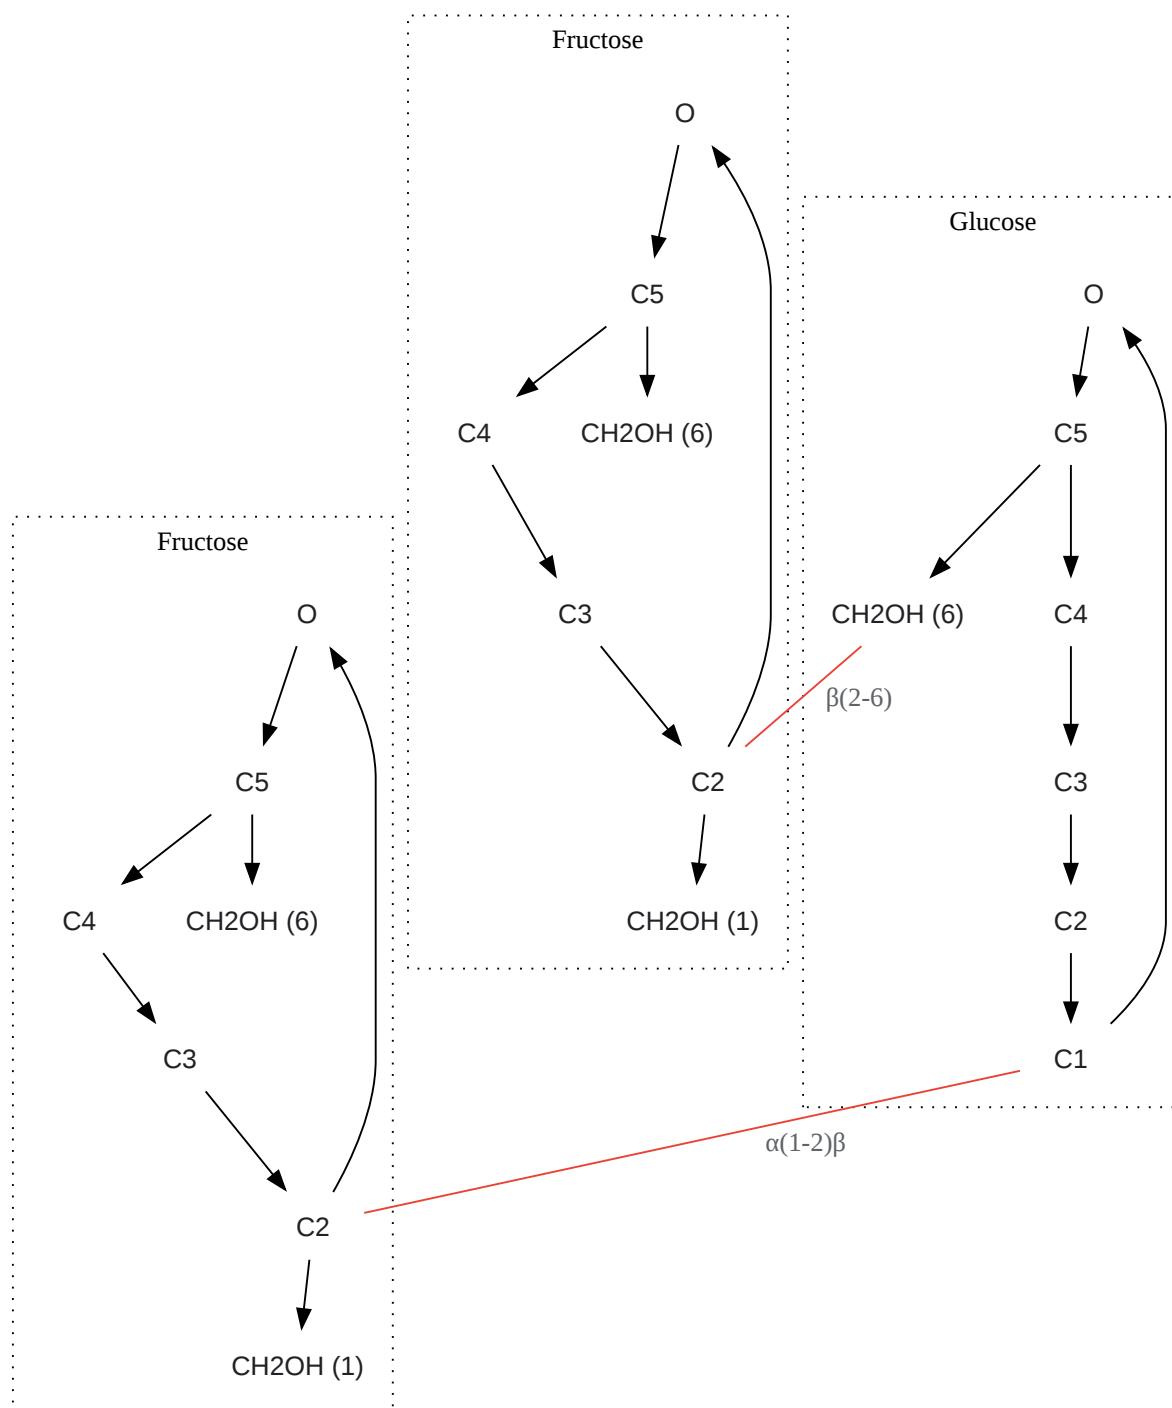 Fructose
O
C5
C4
CH2OH (6)
C3
C2
CH2OH (1)
Glucose
O
C5
CH2OH (6)
C4
C3
C2
C1
β(2-6)
α(1-2)β
Fructose
O
C5
C4
CH2OH (6)
C3
C2
CH2OH (1)